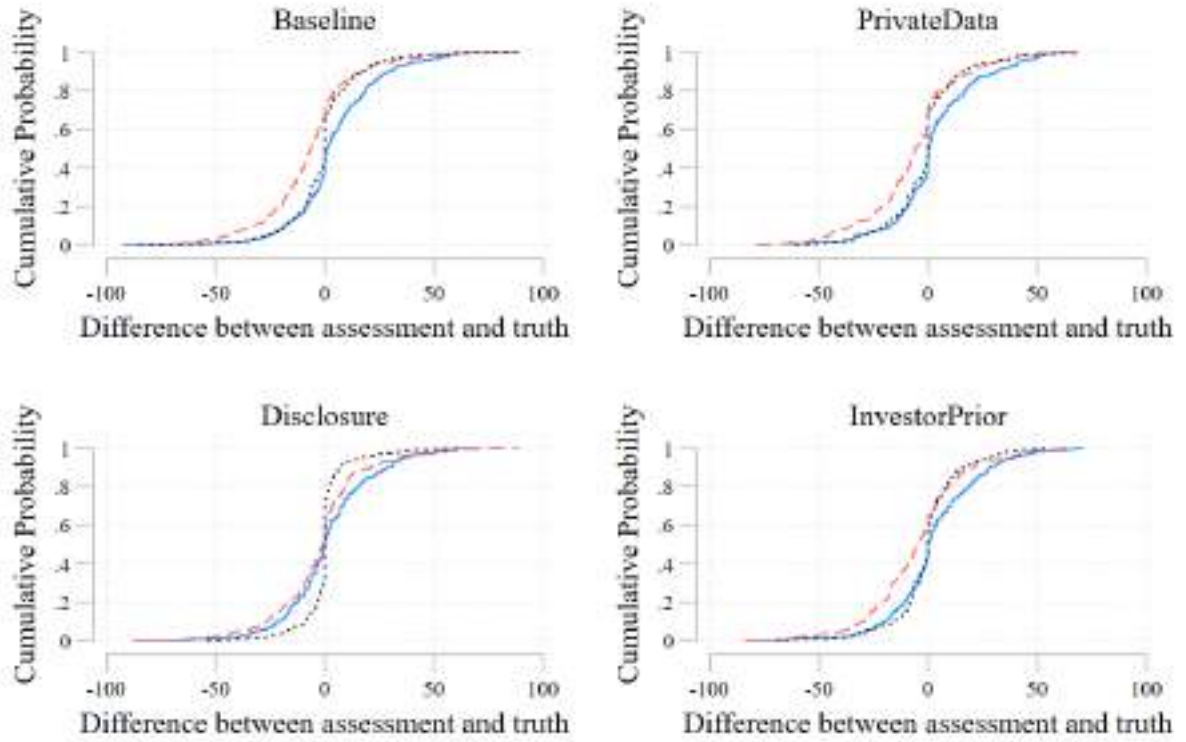 Baseline
Cumulative Probability
1
.8
.6
.4
.2
0
-100 -50 0 50 100
Difference between assessment and truth
PrivateData
Cumulative Probability
1
.8
.6
.4
.2
0
-100 -50 0 50 100
Difference between assessment and truth
Disclosure
Cumulative Probability
1
.8
.6
.4
.2
0
-100 -50 0 50 100
Difference between assessment and truth
InvestorPrior
Cumulative Probability
1
.8
.6
.4
.2
0
-100 -50 0 50 100
Difference between assessment and truth